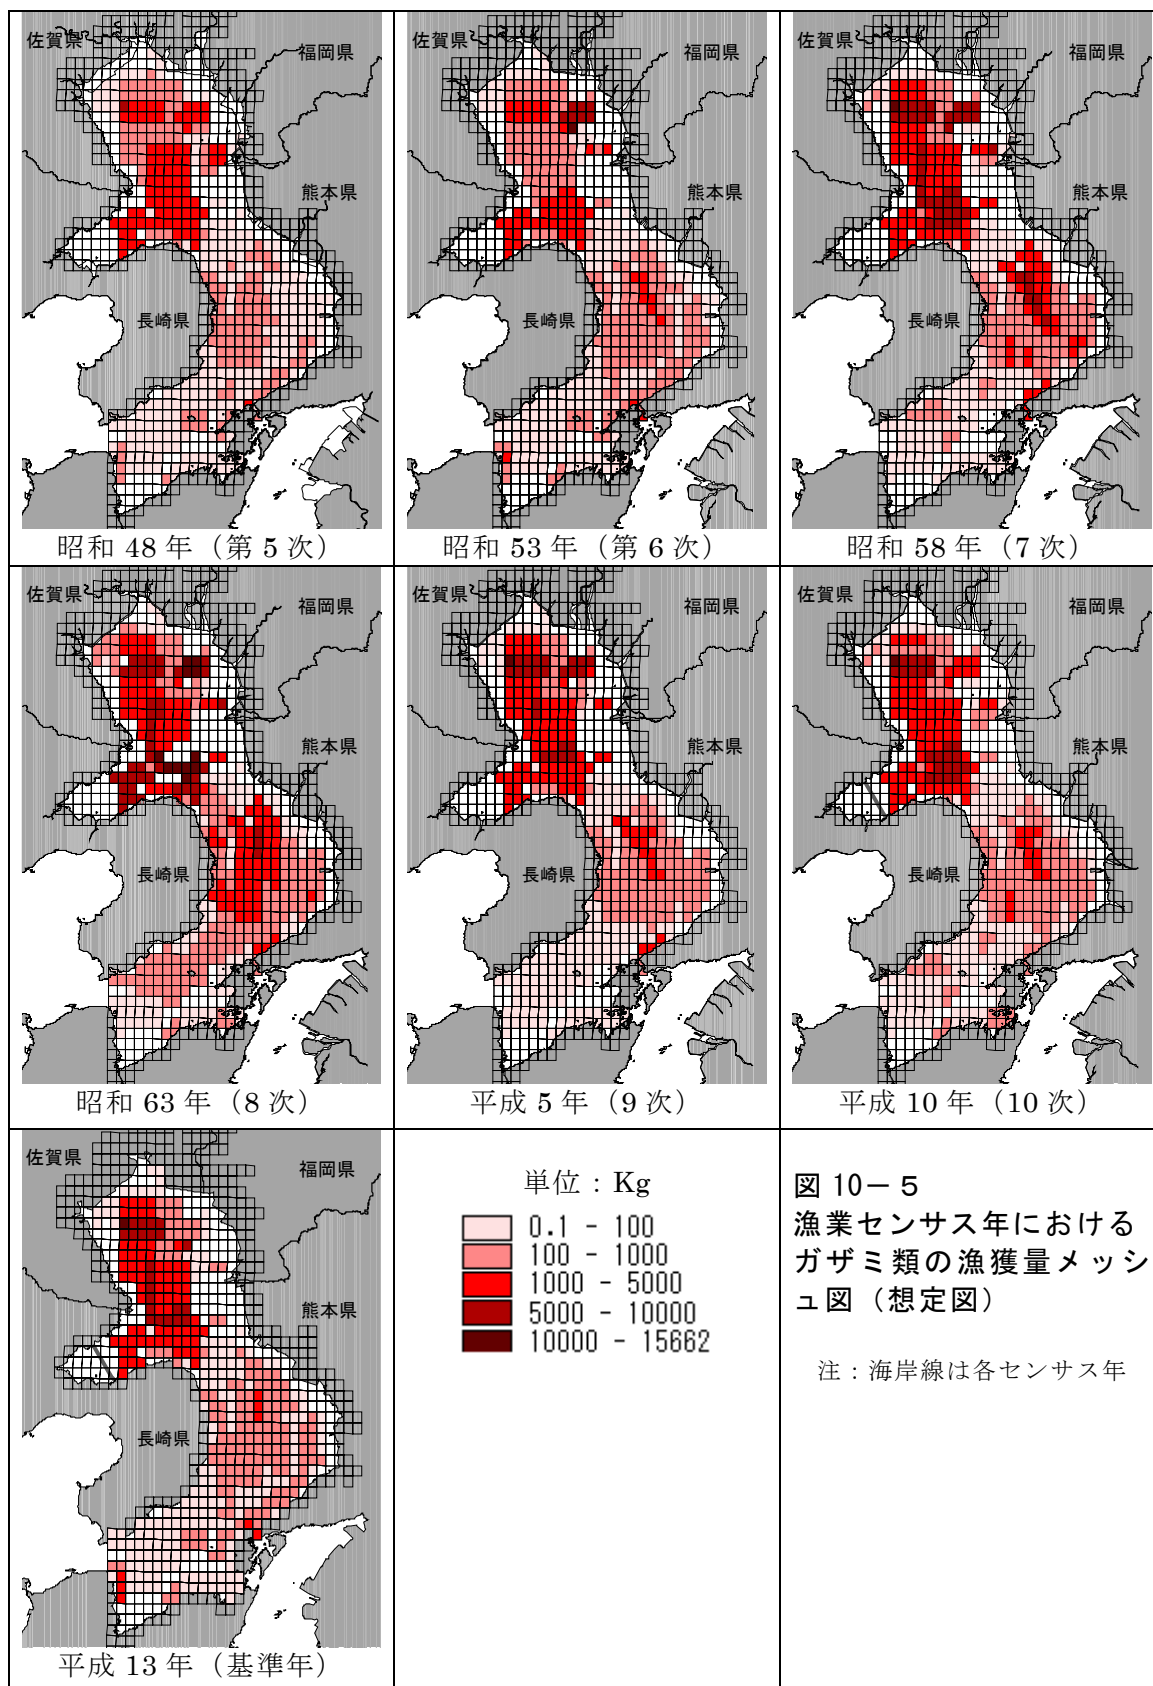 佐賀県
福岡県
熊本県
長崎県
昭和 48 年（第 5 次）
佐賀県
福岡県
熊本県
長崎県
昭和 53 年（第 6 次）
佐賀県
福岡県
熊本県
長崎県
昭和 58 年（7 次）
佐賀県
福岡県
熊本県
長崎県
昭和 63 年（8 次）
佐賀県
福岡県
熊本県
長崎県
平成 5 年（9 次）
佐賀県
福岡県
熊本県
長崎県
平成 10 年（10 次）
佐賀県
福岡県
熊本県
長崎県
平成 13 年（基準年）
単位：Kg
0.1 - 100
100 - 1000
1000 - 5000
5000 - 10000
10000 - 15662
図 10－５
漁業センサス年における
ガザミ類の漁獲量メッシ
ュ図（想定図）
注：海岸線は各センサス年